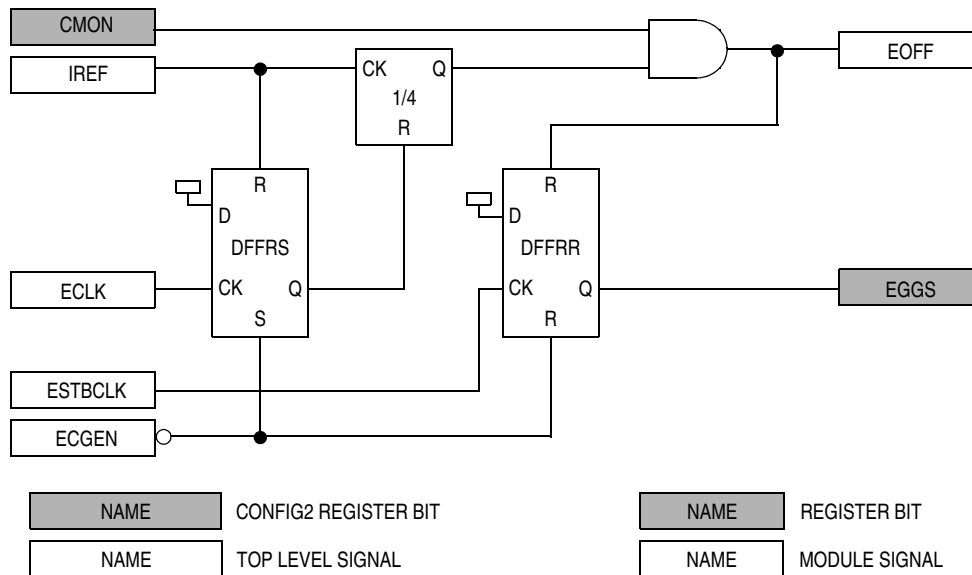 CMON
EOFF
IREF
CK Q
1/4
R
R
D
DFFRS
CK Q
S
R
D
DFFRR
CK Q
R
ECLK
EGGS
ESTBCLK
ECGEN
NAME CONFIG2 REGISTER BIT
NAME REGISTER BIT
NAME TOP LEVEL SIGNAL
NAME MODULE SIGNAL